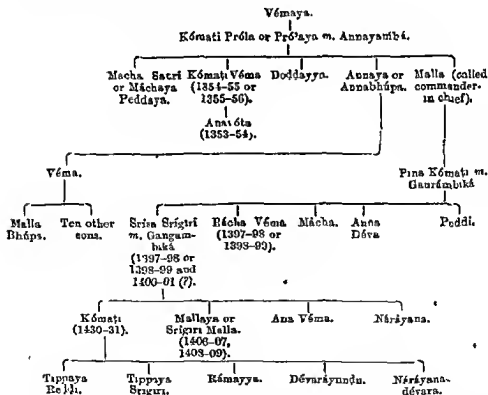 Vémaya.
Kómati Próla or Prólaya m. Annayambá.
Macha Satri
or Máchaya
Peddaya.
Kómati Véma
(1354-55 or
1355-56).
Anavóta
(1353-54).
Doddayya.
Annaya or
Annabhúpa.
Malla (called
commander-
in chief).
Véma.
Pina Kómati m.
Gaurámbiká
Malla
Bhúpa.
Ten other
sons.
Srisa Srigiri
m. Gangam-
biká
(1397-98 or
1398-99 and
1400-01 (?).
Rácha Véma
(1397-98 or
1398-99).
Mácha.
Anna
Déva
Peddi.
Kómati
(1430-31).
Mallaya or
Srigiri Malla.
(1406-07,
1408-09).
Ana Véma.
Náráyana.
Tippaya
Reddi.
Tippaya
Srigiri.
Rámayya.
Dévaráyundu.
Náráyana-
dévara.